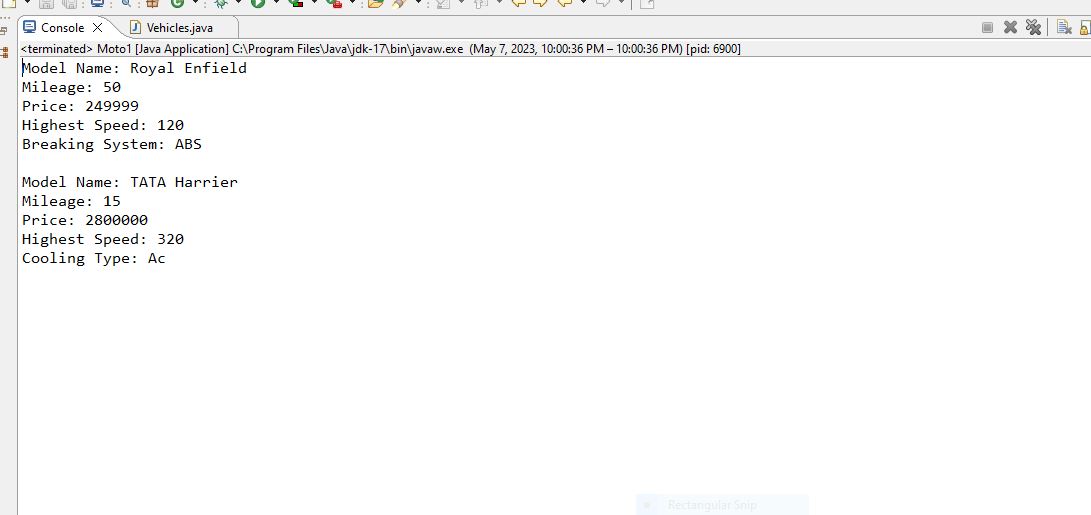 Console Vehicles.java
<terminated> Moto1 [Java Application] C:\Program Files\Java\jdk-17\bin\javaw.exe (May 7, 2023, 10:00:36 PM – 10:00:36 PM) [pid: 6900]
Model Name: Royal Enfield
Mileage: 50
Price: 249999
Highest Speed: 120
Breaking System: ABS
Model Name: TATA Harrier
Mileage: 15
Price: 2800000
Highest Speed: 320
Cooling Type: Ac
Rectangular Snip